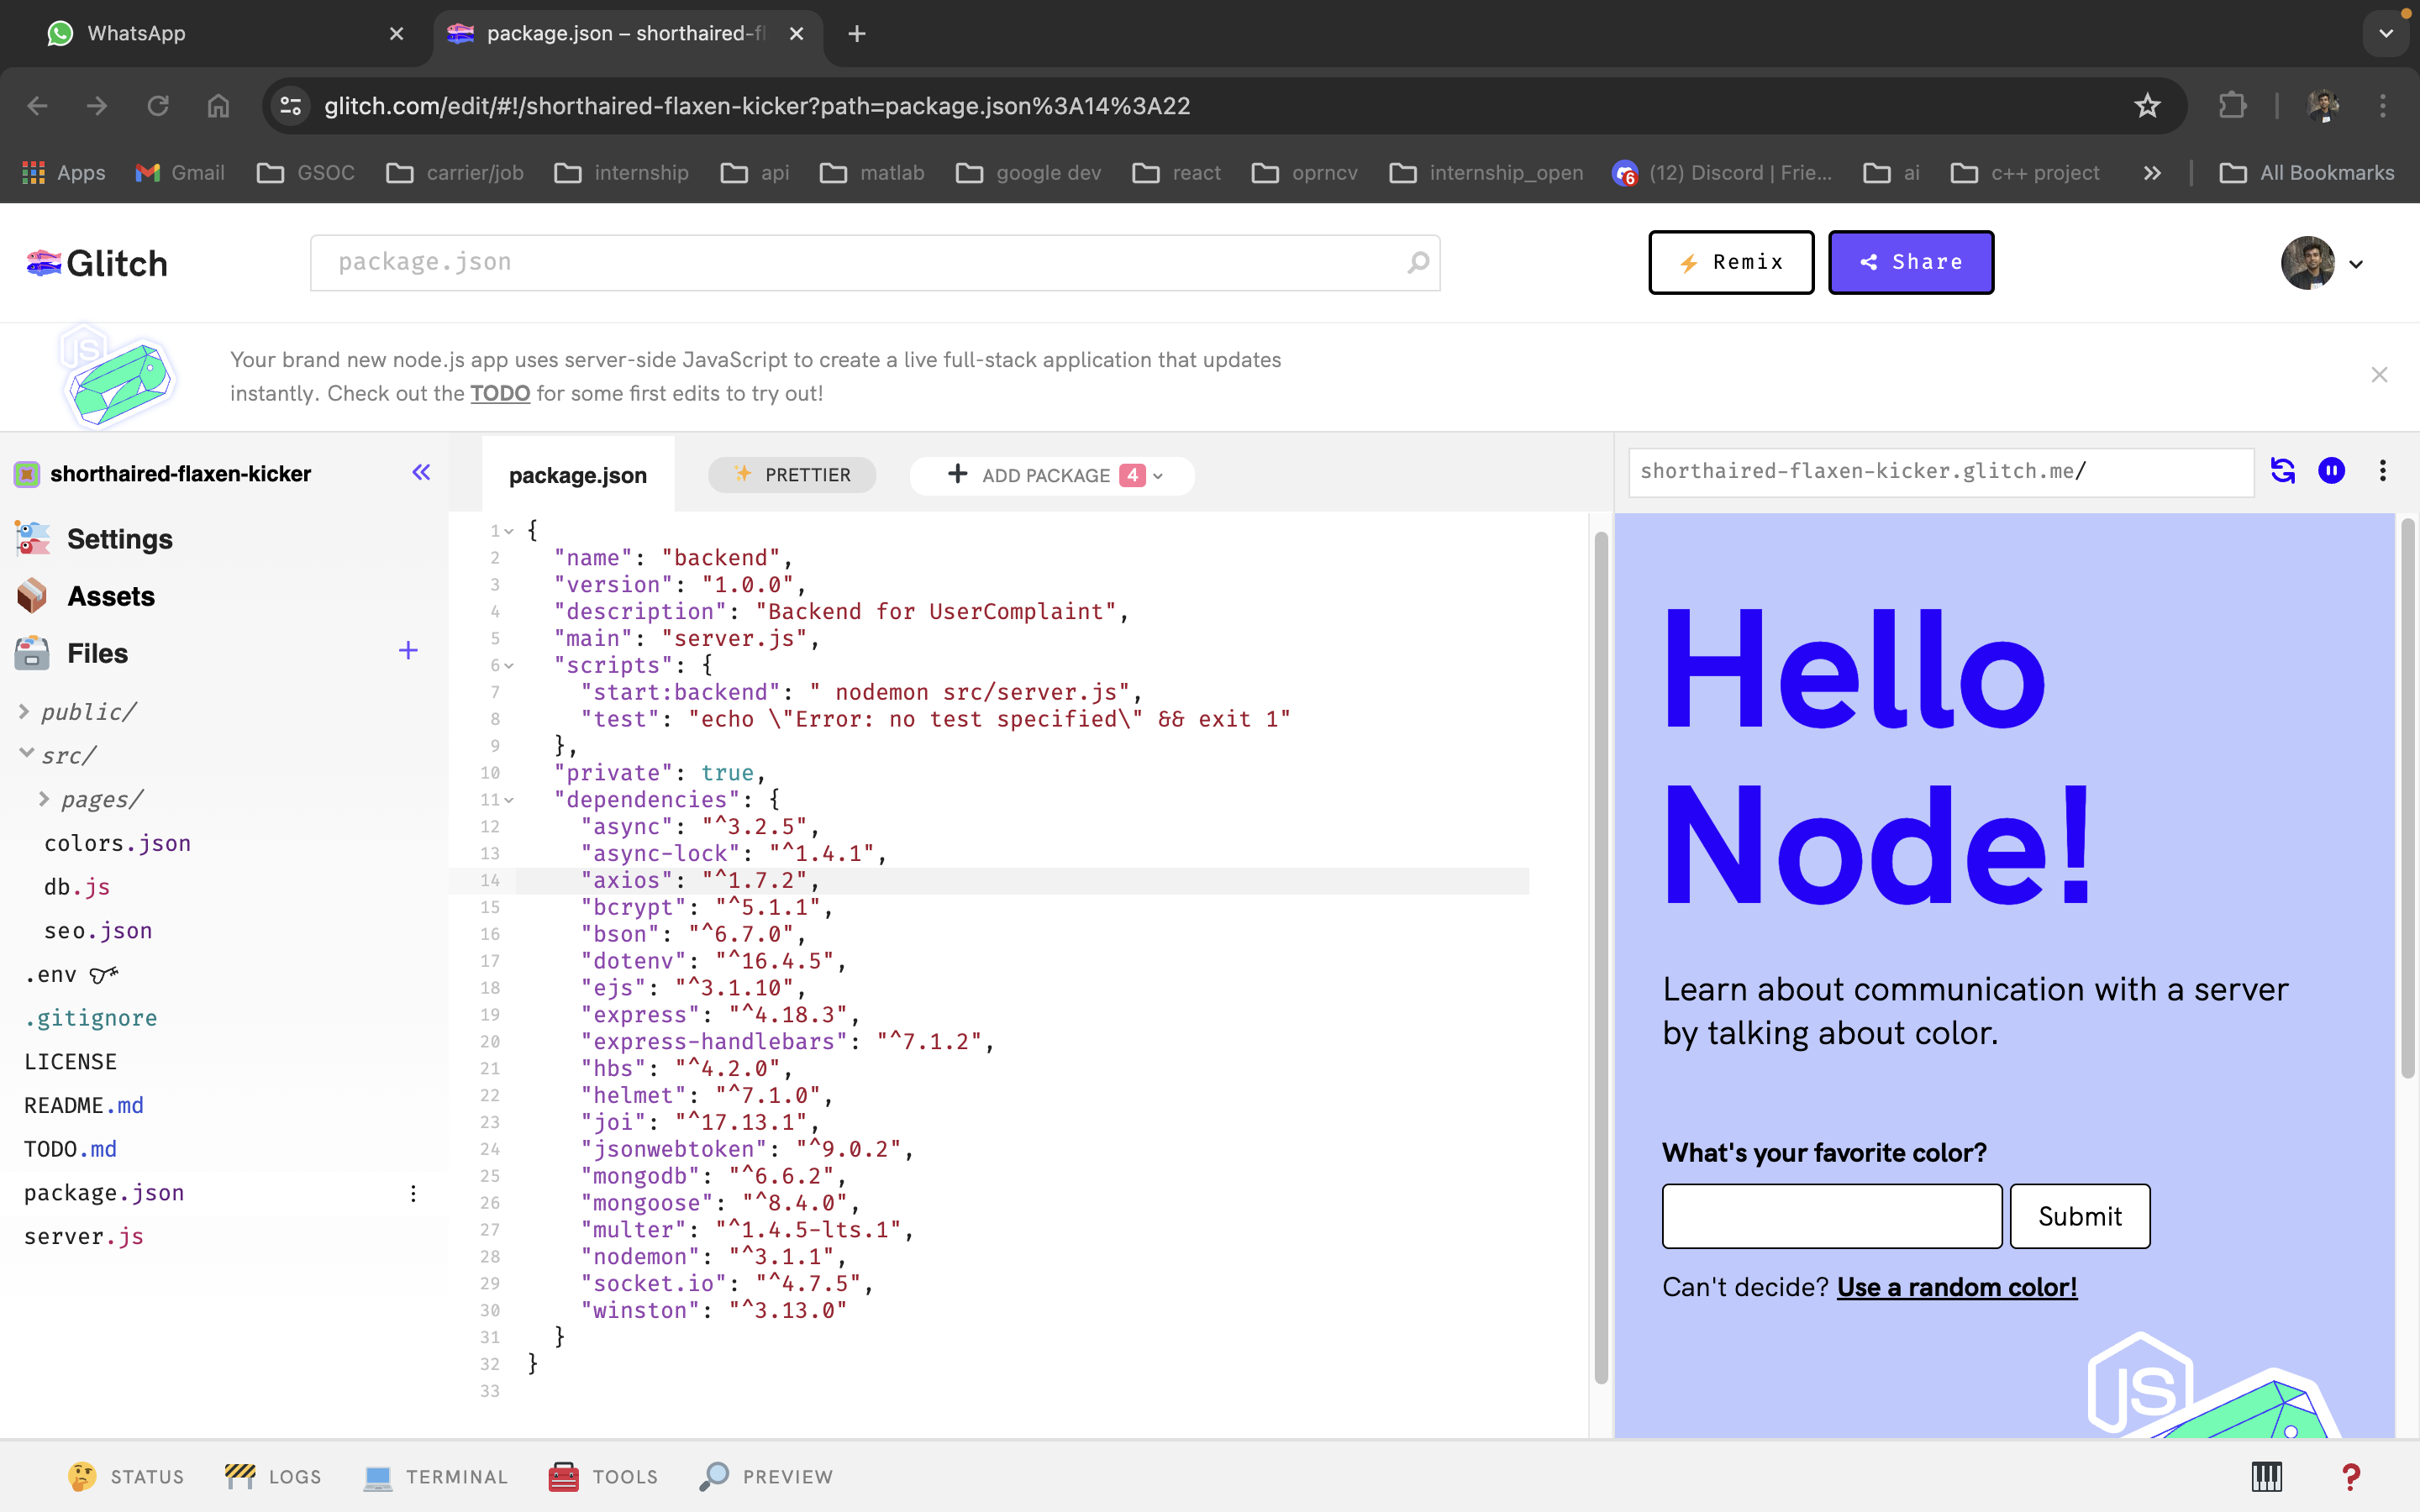 WhatsApp
package.json – shorthaired-fl
glitch.com/edit/#!/shorthaired-flaxen-kicker?path=package.json%3A14%3A22
Apps
Gmail
GSOC
carrier/job
internship
api
matlab
google dev
react
oprncv
internship_open
6
(12) Discord | Frie...
ai
c++ project
All Bookmarks
Glitch
package.json
Remix
Share
JS
Your brand new node.js app uses server-side JavaScript to create a live full-stack application that updates
instantly. Check out the TODO for some first edits to try out!
shorthaired-flaxen-kicker
Settings
Assets
Files
public/
src/
pages/
colors.json
db.js
seo.json
.env
.gitignore
LICENSE
README.md
TODO.md
package.json
server.js
package.json
PRETTIER
ADD PACKAGE 4
1 {
2 "name": "backend",
3 "version": "1.0.0",
4 "description": "Backend for UserComplaint",
5 "main": "server.js",
6 "scripts": {
7 "start:backend": " nodemon src/server.js",
8 "test": "echo \"Error: no test specified\" && exit 1"
9 },
10 "private": true,
11 "dependencies": {
12 "async": "^3.2.5",
13 "async-lock": "^1.4.1",
14 "axios": "^1.7.2",
15 "bcrypt": "^5.1.1",
16 "bson": "^6.7.0",
17 "dotenv": "^16.4.5",
18 "ejs": "^3.1.10",
19 "express": "^4.18.3",
20 "express-handlebars": "^7.1.2",
21 "hbs": "^4.2.0",
22 "helmet": "^7.1.0",
23 "joi": "^17.13.1",
24 "jsonwebtoken": "^9.0.2",
25 "mongodb": "^6.6.2",
26 "mongoose": "^8.4.0",
27 "multer": "^1.4.5-lts.1",
28 "nodemon": "^3.1.1",
29 "socket.io": "^4.7.5",
30 "winston": "^3.13.0"
31 }
32 }
33
shorthaired-flaxen-kicker.glitch.me/
Hello
Node!
Learn about communication with a server
by talking about color.
What's your favorite color?
Submit
Can't decide? Use a random color!
JS
STATUS
LOGS
TERMINAL
TOOLS
PREVIEW
?